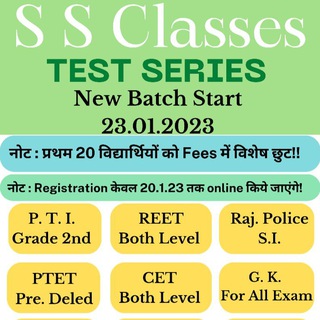 S S Classes
TEST SERIES
New Batch Start
23.01.2023
नोट : प्रथम 20 विद्यार्थियों को Fees में विशेष छुट!!
नोट : Registration केवल 20.1.23 तक online किये जाएंगे!
P. T. I.
Grade 2nd
REET
Both Level
Raj. Police
S.I.
PTET
Pre. Deled
CET
Both Level
G. K.
For All Exam